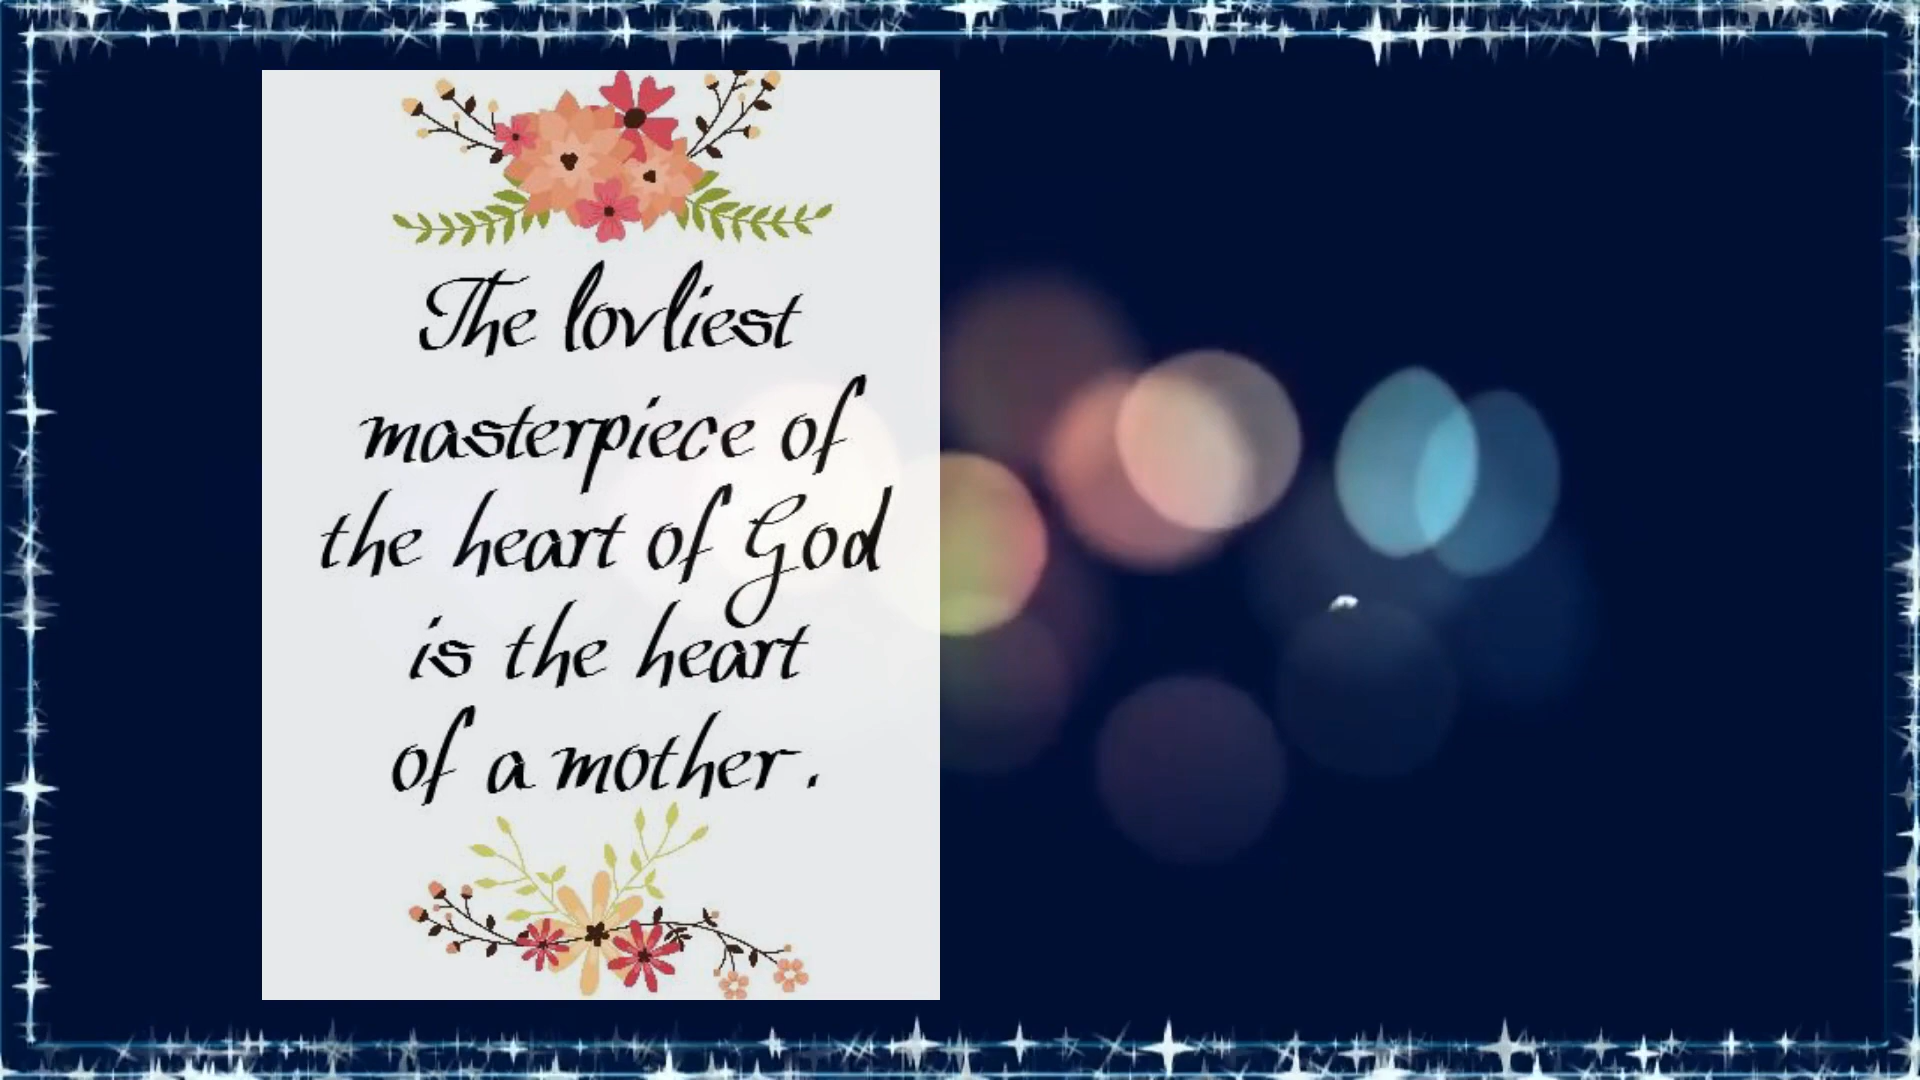 The lovliest
masterpiece of
the heart of God
is the heart
of a mother.